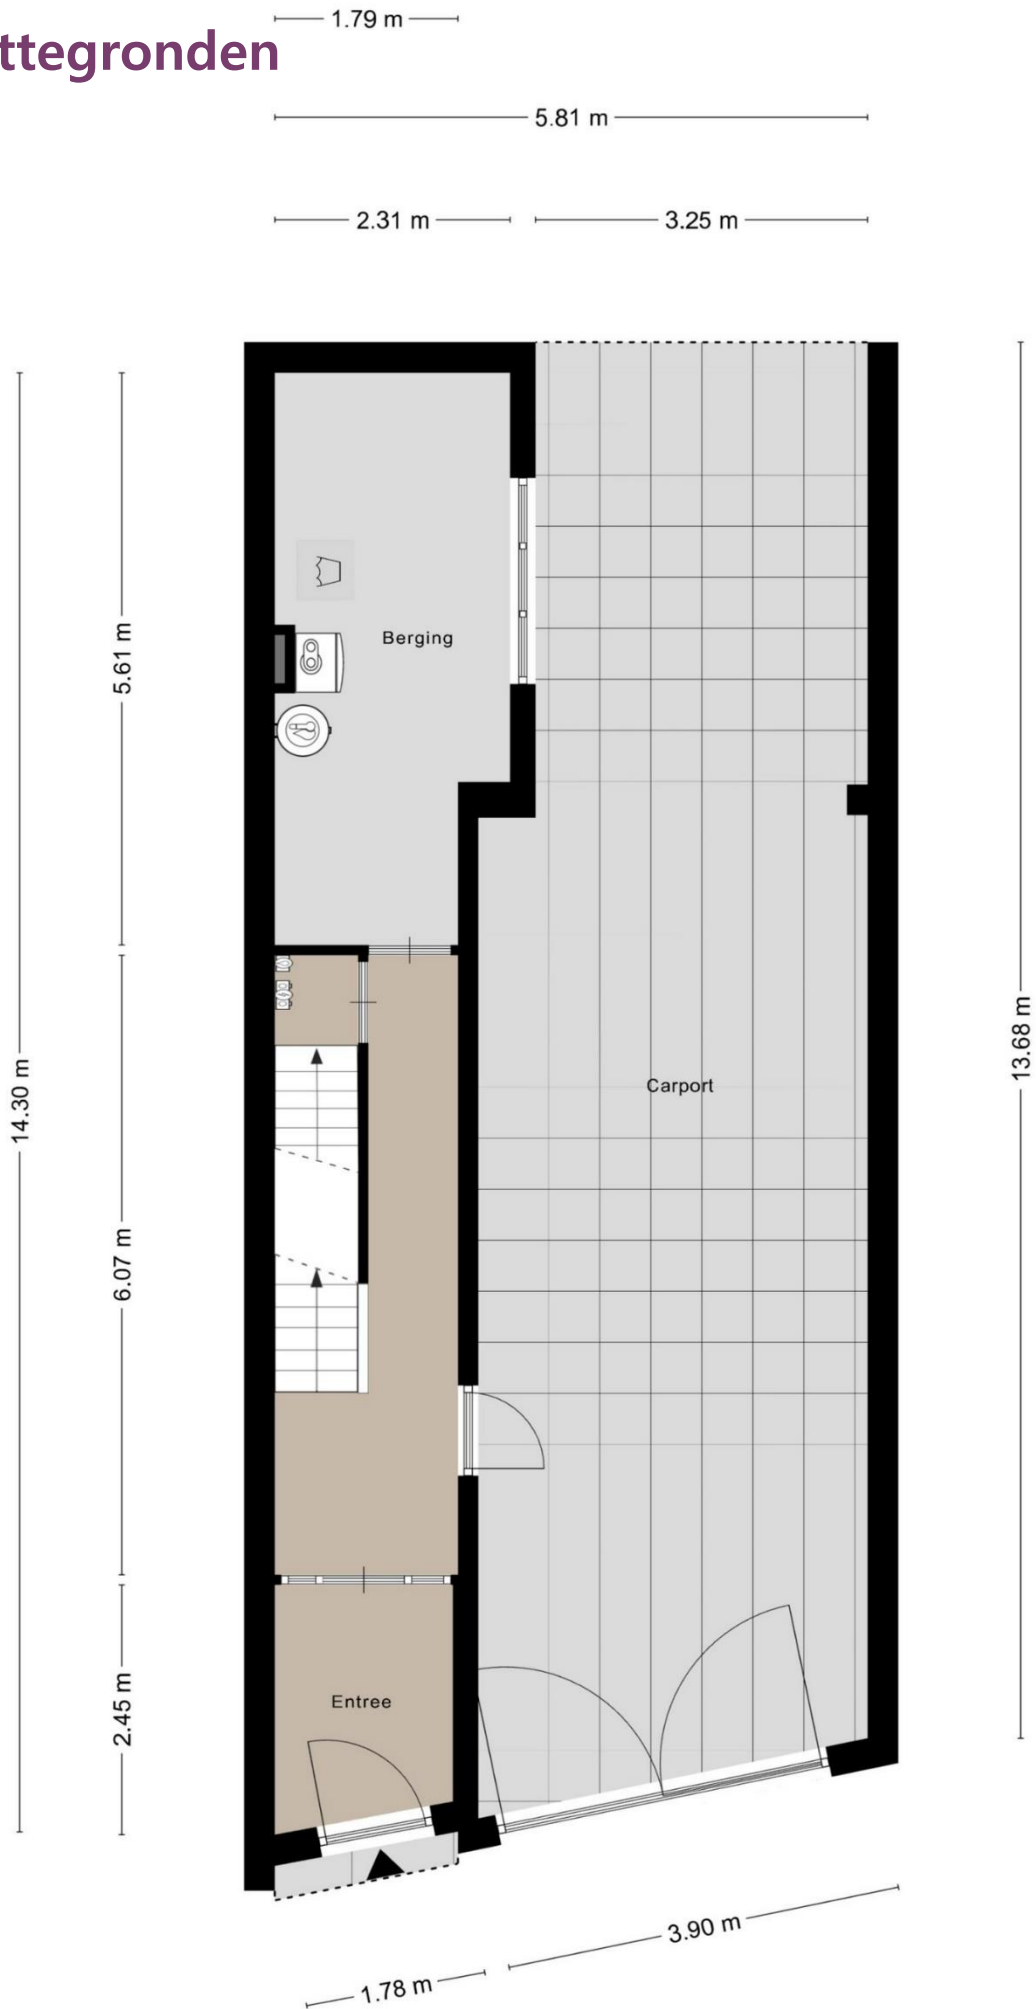 1.79 m
ttegronden
5.81 m
2.31 m
3.25 m
Berging
5.61 m
13.68 m
14.30 m
Carport
6.07 m
2.45 m
Entree
3.90 m
1.78 m